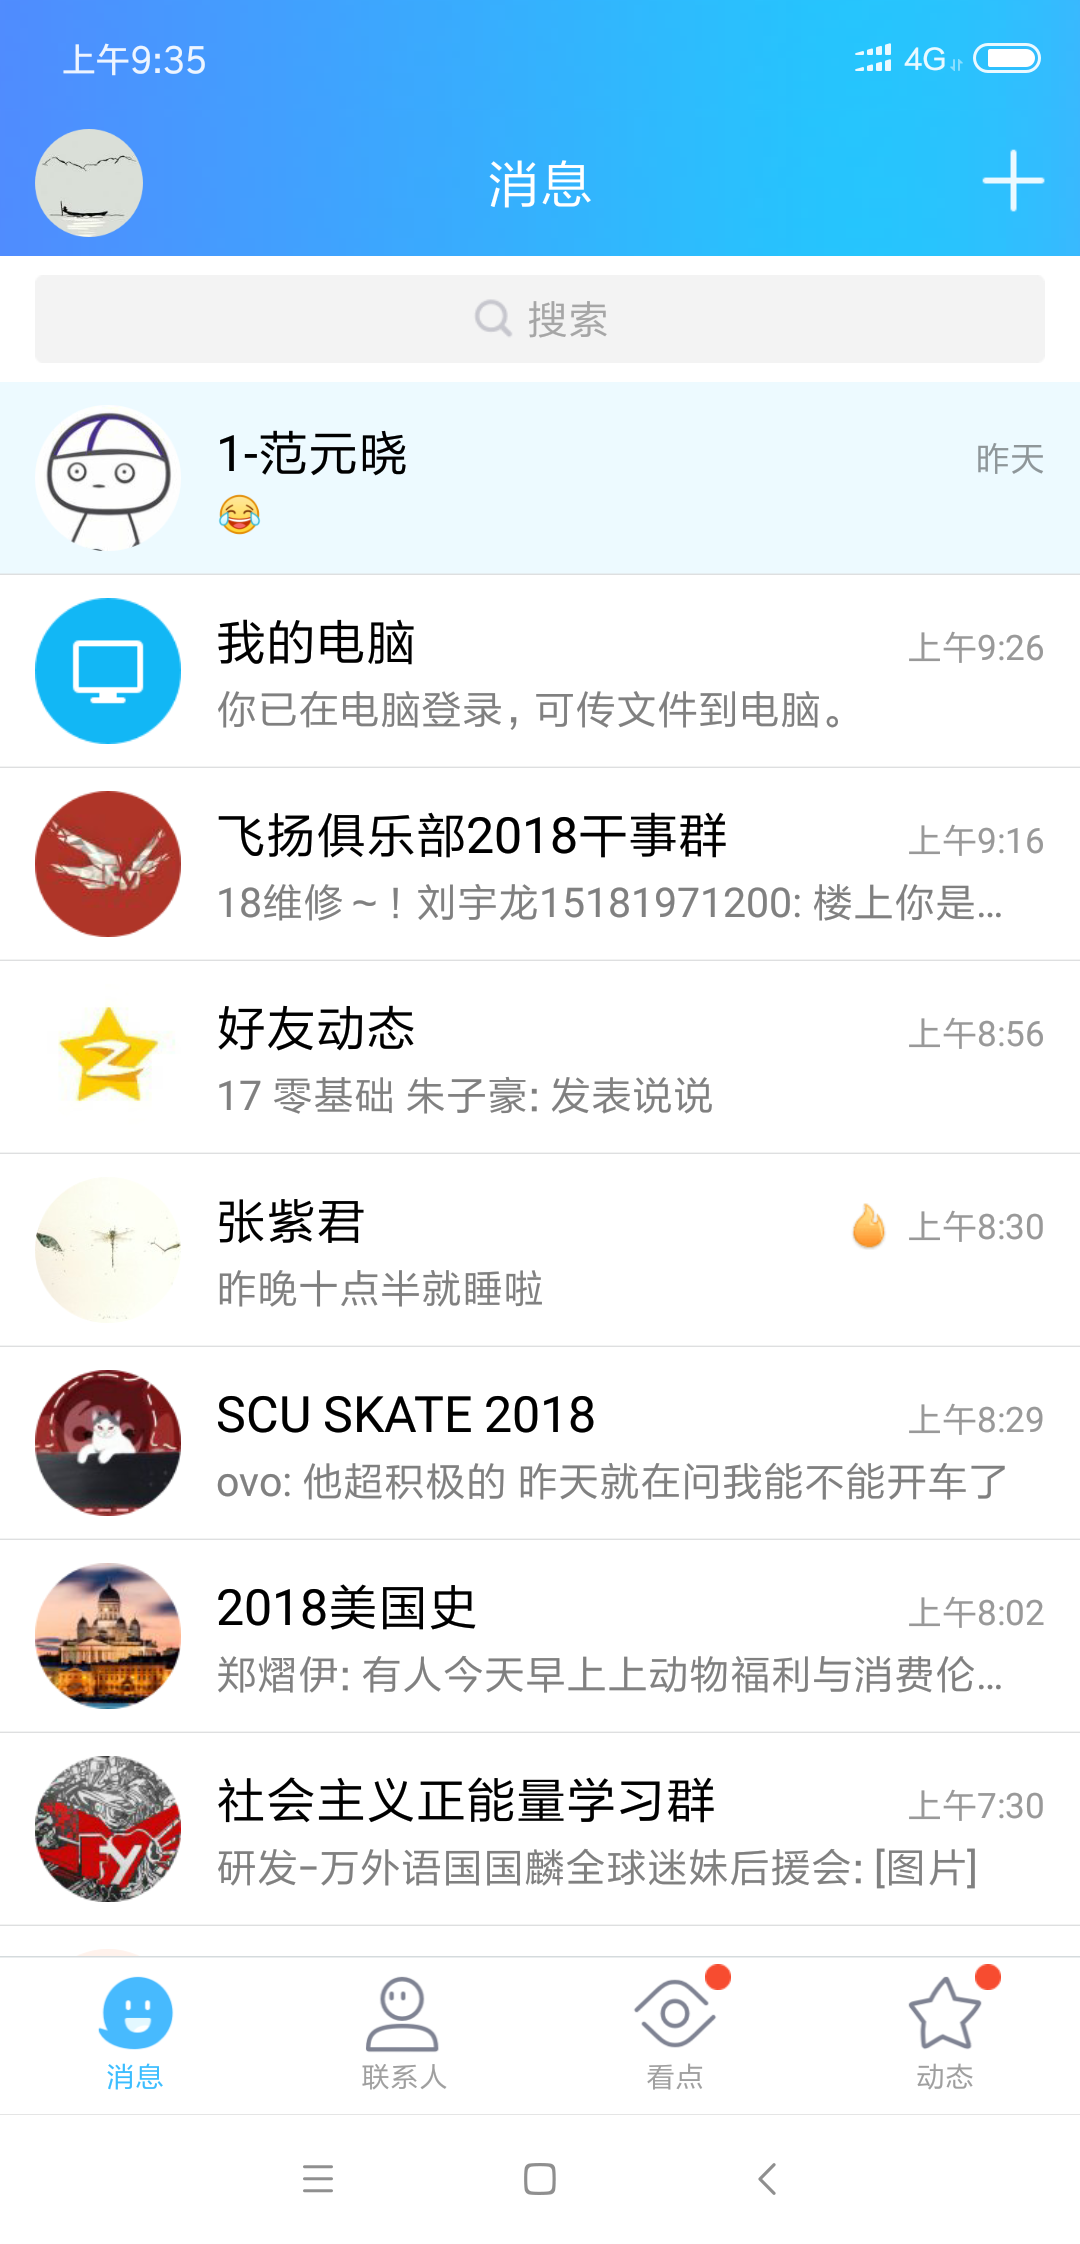 上午9:35
4G
消息
搜索
1-范元晓
昨天
😂
我的电脑
上午9:26
你已在电脑登录，可传文件到电脑。
飞扬俱乐部2018干事群
上午9:16
18维修～！刘宇龙15181971200: 楼上你是...
好友动态
上午8:56
17 零基础 朱子豪: 发表说说
张紫君
上午8:30
昨晚十点半就睡啦
SCU SKATE 2018
上午8:29
ovo: 他超积极的 昨天就在问我能不能开车了
2018美国史
上午8:02
郑熠伊: 有人今天早上上动物福利与消费伦...
社会主义正能量学习群
上午7:30
研发-万外语国国麟全球迷妹后援会: [图片]
消息
联系人
看点
动态